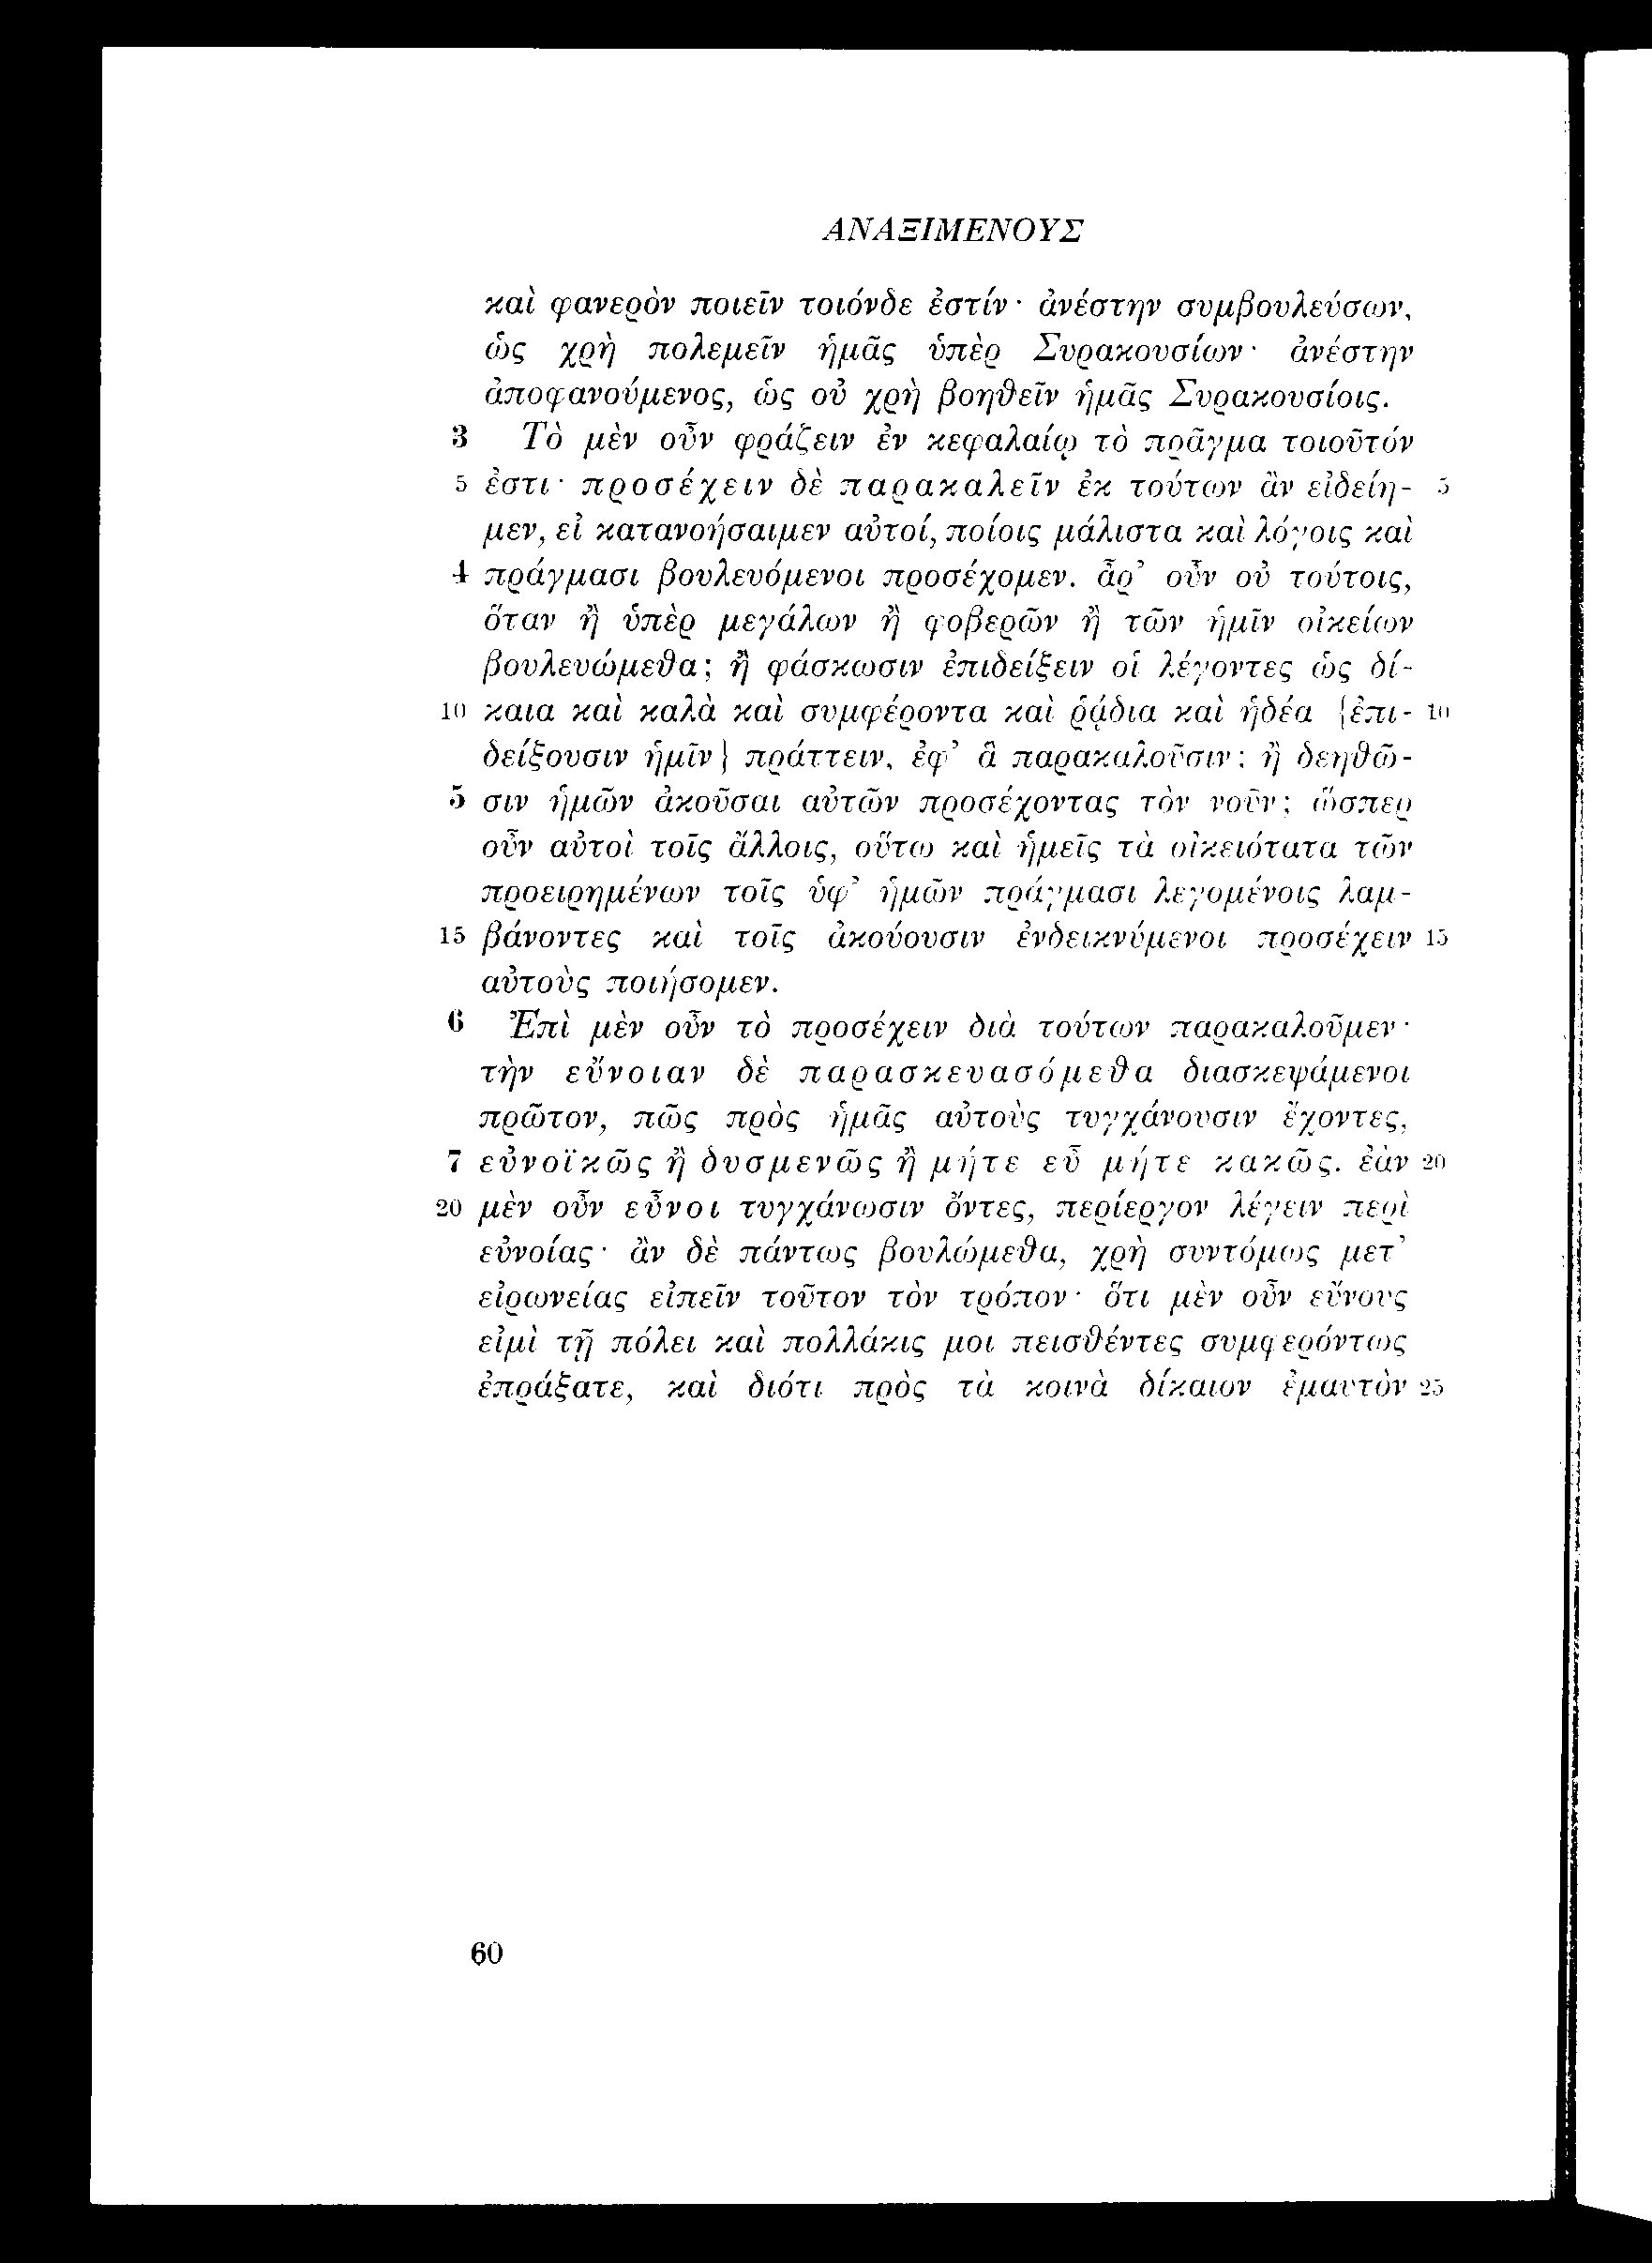 ΑΝΑΞΙΜΕΝΟΥΣ
καὶ φανερὸν ποιεῖν τοιόνδε ἐστίν· ἀνέστην συμβουλεύσων,
ὡς χρὴ πολεμεῖν ἡμᾶς ὑπὲρ Συρακουσίων· ἀνέστην
ἀποφανούμενος, ὡς οὐ χρὴ βοηθεῖν ἡμᾶς Συρακουσίοις.
3 Τὸ μὲν οὖν φράζειν ἐν κεφαλαίῳ τὸ πρᾶγμα τοιοῦτόν
5 ἐστι· προσέχειν δὲ παρακαλεῖν ἐκ τούτων ἂν εἰδείη- 5
μεν, εἰ κατανοήσαιμεν αὐτοί, ποίοις μάλιστα καὶ λόγοις καὶ
4 πράγμασι βουλευόμενοι προσέχομεν. ἆρ’ οὖν οὐ τούτοις,
ὅταν ἢ ὑπὲρ μεγάλων ἢ φοβερῶν ἢ τῶν ἡμῖν οἰκείων
βουλευώμεθα; ἢ φάσκωσιν ἐπιδείξειν οἱ λέγοντες ὡς δί-
10 καια καὶ καλὰ καὶ συμφέροντα καὶ ῥᾴδια καὶ ἡδέα {ἐπι- 10
δείξουσιν ἡμῖν} πράττειν, ἐφ’ ἃ παρακαλοῦσιν; ἢ δεηθῶ-
5 σιν ἡμῶν ἀκοῦσαι αὐτῶν προσέχοντας τὸν νοῦν; ὥσπερ
οὖν αὐτοὶ τοῖς ἄλλοις, οὕτω καὶ ἡμεῖς τὰ οἰκειότατα τῶν
προειρημένων τοῖς ὑφ’ ἡμῶν πράγμασι λεγομένοις λαμ-
15 βάνοντες καὶ τοῖς ἀκούουσιν ἐνδεικνύμενοι προσέχειν 15
αὐτοὺς ποιήσομεν.
6 Ἐπὶ μὲν οὖν τὸ προσέχειν διὰ τούτων παρακαλοῦμεν·
τὴν εὔνοιαν δὲ παρασκευασόμεθα διασκεψάμενοι
πρῶτον, πῶς πρὸς ἡμᾶς αὐτοὺς τυγχάνουσιν ἔχοντες,
7 εὐνοϊκῶς ἢ δυσμενῶς ἢ μήτε εὖ μήτε κακῶς. ἐὰν 20
20 μὲν οὖν εὖνοι τυγχάνωσιν ὄντες, περίεργον λέγειν περὶ
εὐνοίας· ἂν δὲ πάντως βουλώμεθα, χρὴ συντόμως μετ’
εἰρωνείας εἰπεῖν τοῦτον τὸν τρόπον· ὅτι μὲν οὖν εὔνους
εἰμὶ τῇ πόλει καὶ πολλάκις μοι πεισθέντες συμφερόντως
ἐπράξατε, καὶ διότι πρὸς τὰ κοινὰ δίκαιον ἐμαυτὸν 25
60